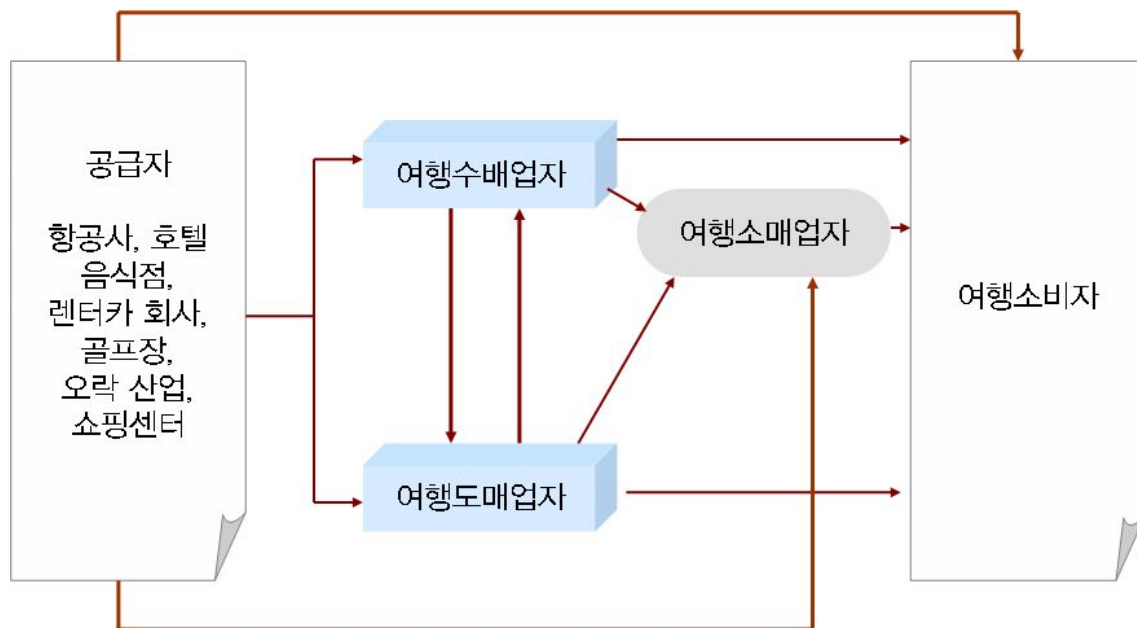 공급자
항공사, 호텔
음식점,
렌터카 회사,
골프장,
오락 산업,
쇼핑센터
여행수배업자
여행소매업자
여행도매업자
여행소비자